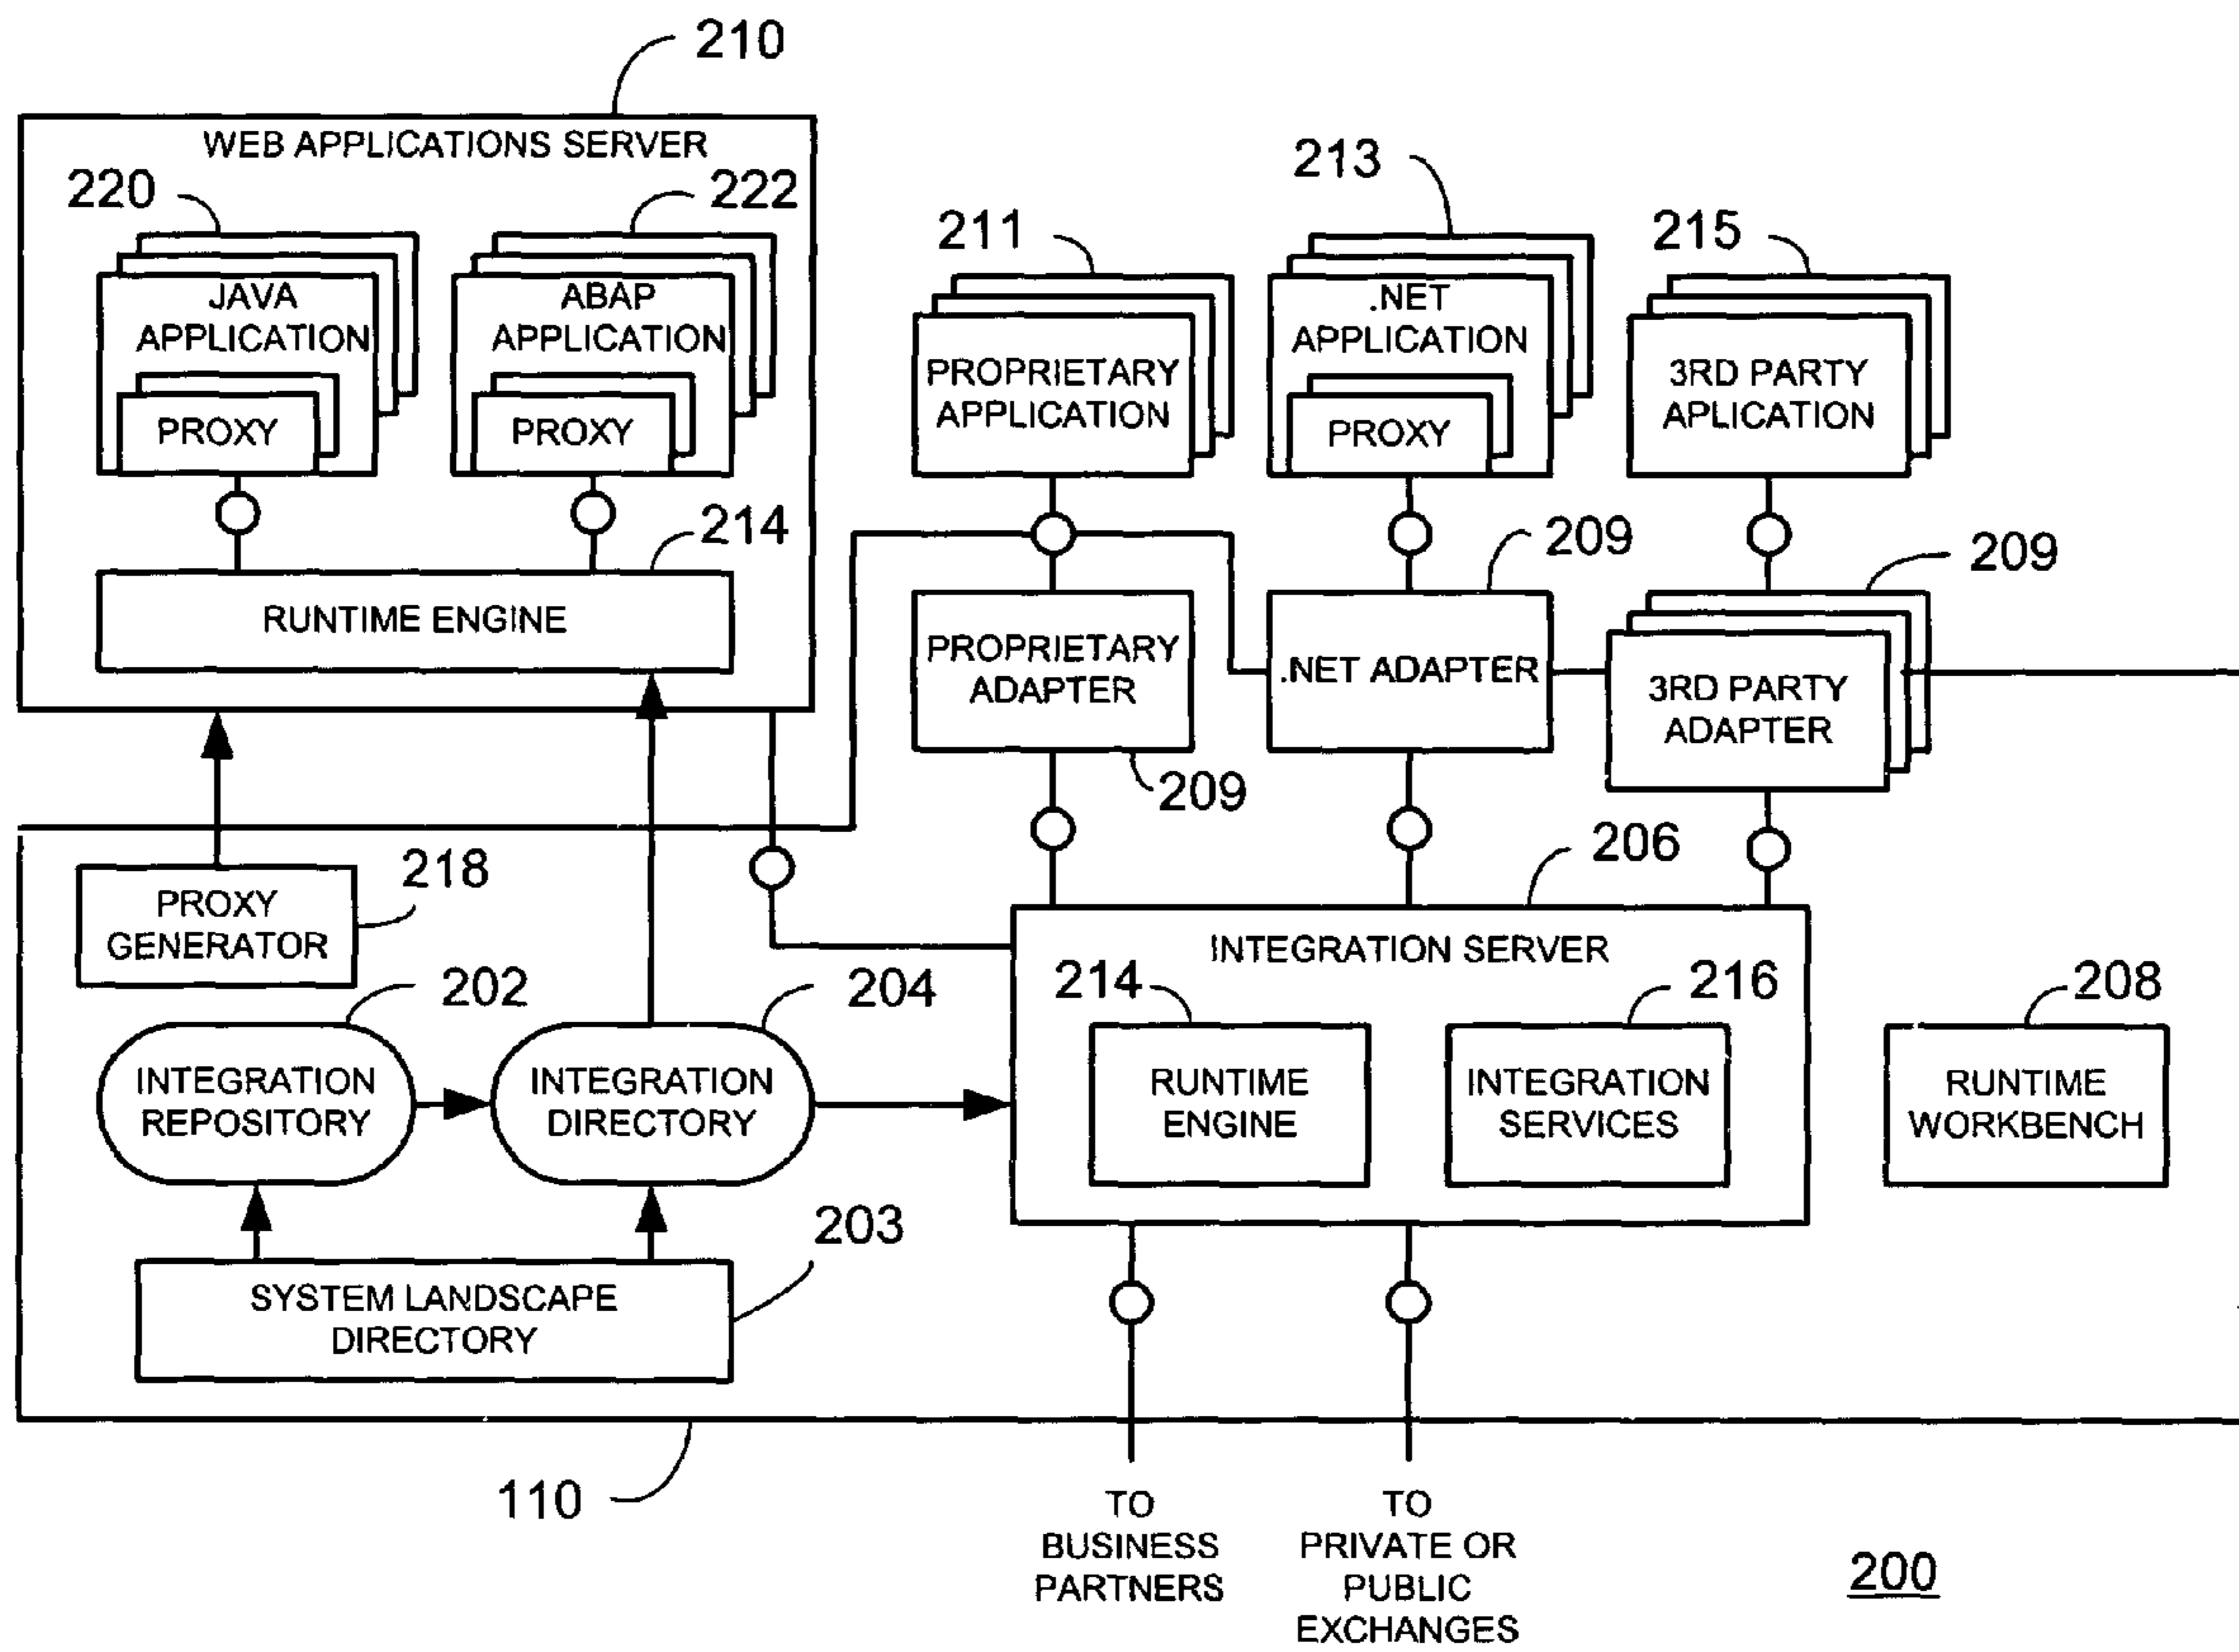 210
WEB APPLICATIONS SERVER
220
222
JAVA
APPLICATION
PROXY
ABAP
APPLICATION
PROXY
214
RUNTIME ENGINE
211
PROPRIETARY
APPLICATION
213
.NET
APPLICATION
PROXY
215
3RD PARTY
APLICATION
PROPRIETARY
ADAPTER
209
209
.NET ADAPTER
209
3RD PARTY
ADAPTER
218
PROXY
GENERATOR
202
INTEGRATION
REPOSITORY
204
INTEGRATION
DIRECTORY
203
SYSTEM LANDSCAPE
DIRECTORY
206
INTEGRATION SERVER
214
RUNTIME
ENGINE
216
INTEGRATION
SERVICES
208
RUNTIME
WORKBENCH
110
TO
BUSINESS
PARTNERS
TO
PRIVATE OR
PUBLIC
EXCHANGES
200